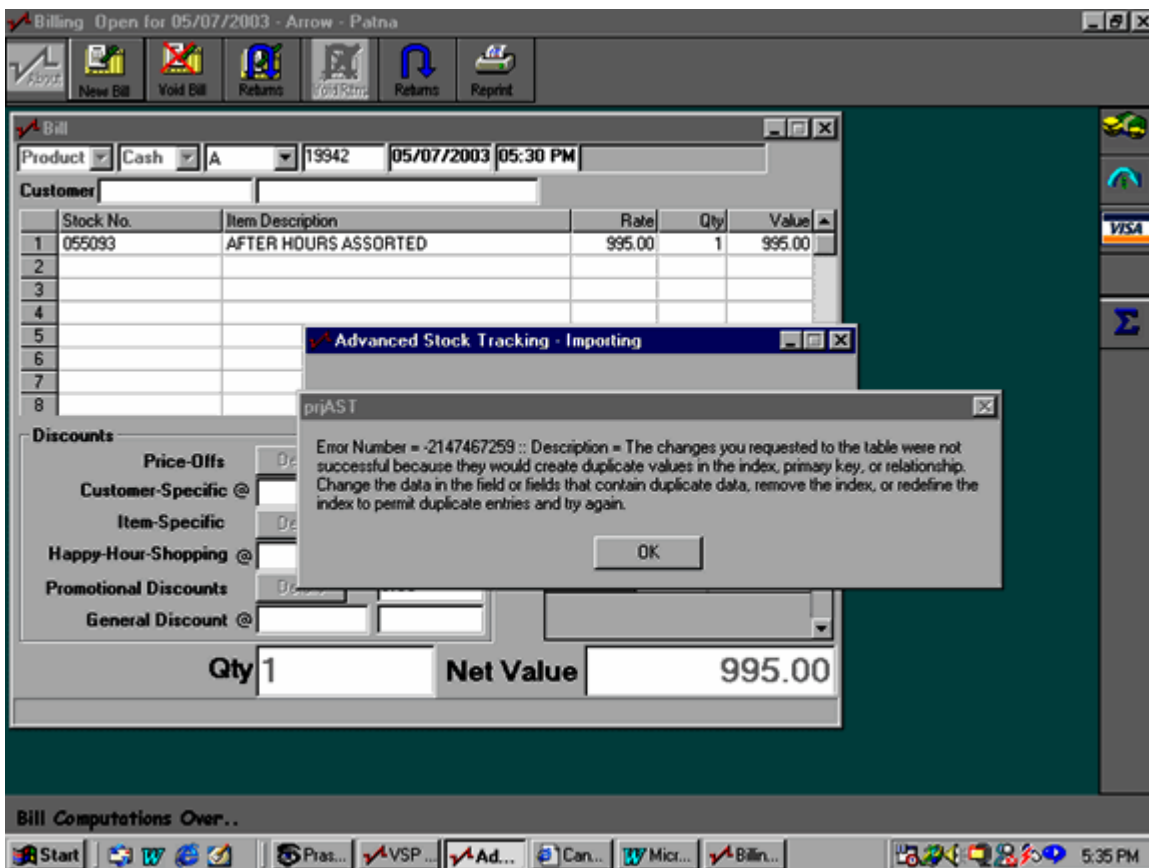 Billing Open for 05/07/2003 - Arrow - Patna
About New Bill Void Bill Returns Void Rtrns Returns Reprint
Bill
Product Cash A 19942 05/07/2003 05:30 PM
Customer
Stock No. Item Description Rate Qty Value
1 055093 AFTER HOURS ASSORTED 995.00 1 995.00
2
3
4
5
6
7
8
VISA
Σ
Advanced Stock Tracking - Importing
prjAST
Error Number = -2147467259 :: Description = The changes you requested to the table were not
successful because they would create duplicate values in the index, primary key, or relationship.
Change the data in the field or fields that contain duplicate data, remove the index, or redefine the
index to permit duplicate entries and try again.
OK
Discounts
Price-Offs
Customer-Specific @
Item-Specific
Happy-Hour-Shopping @
Promotional Discounts
General Discount @
Qty 1 Net Value 995.00
Bill Computations Over..
Start Pras... VSP ... Ad... Can... Micr... Billin... 5:35 PM